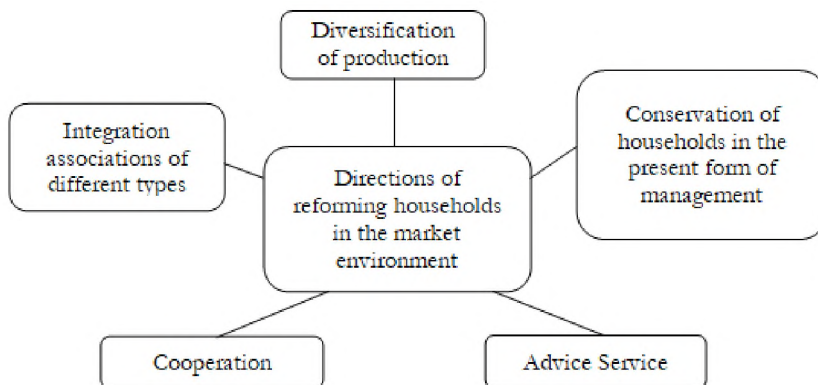 Diversification
of production
Integration
associations of
different types
Conservation of
households in the
present form of
management
Directions of
reforming households
in the market
environment
Cooperation
Advice Service